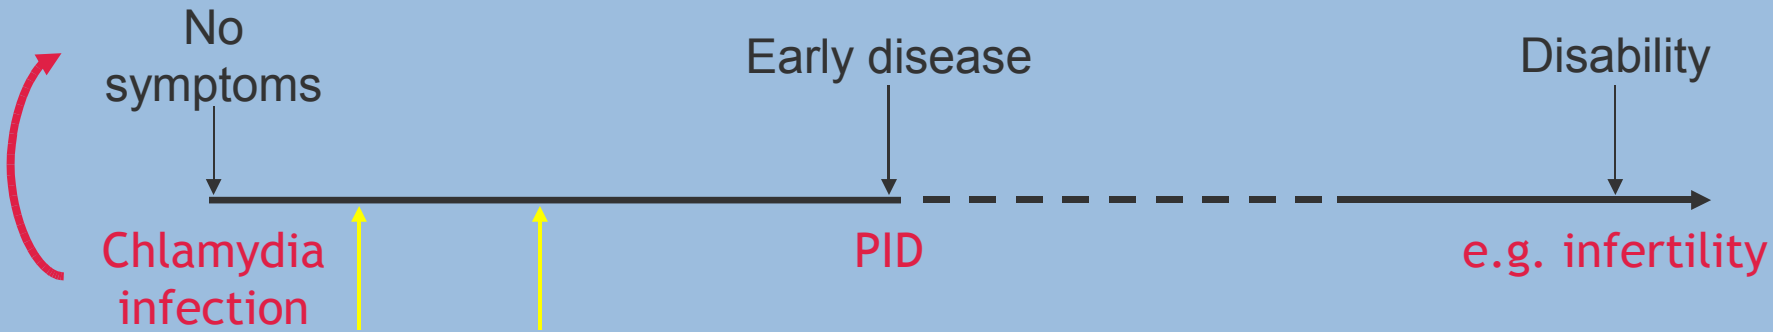 No
symptoms
Early disease
Disability
Chlamydia
infection
PID
e.g. infertility